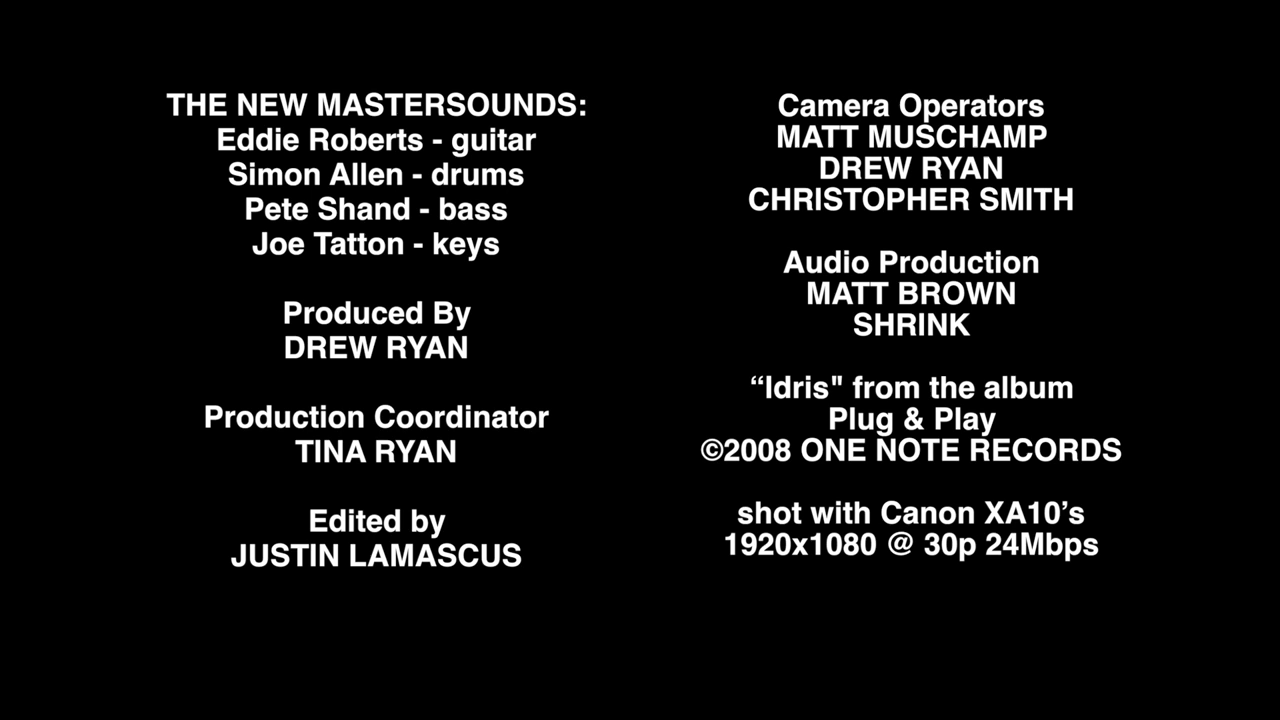 THE NEW MASTERSOUNDS:
Eddie Roberts - guitar
Simon Allen - drums
Pete Shand - bass
Joe Tatton - keys
Produced By
DREW RYAN
Production Coordinator
TINA RYAN
Edited by
JUSTIN LAMASCUS
Camera Operators
MATT MUSCHAMP
DREW RYAN
CHRISTOPHER SMITH
Audio Production
MATT BROWN
SHRINK
“Idris" from the album
Plug & Play
©2008 ONE NOTE RECORDS
shot with Canon XA10’s
1920x1080 @ 30p 24Mbps